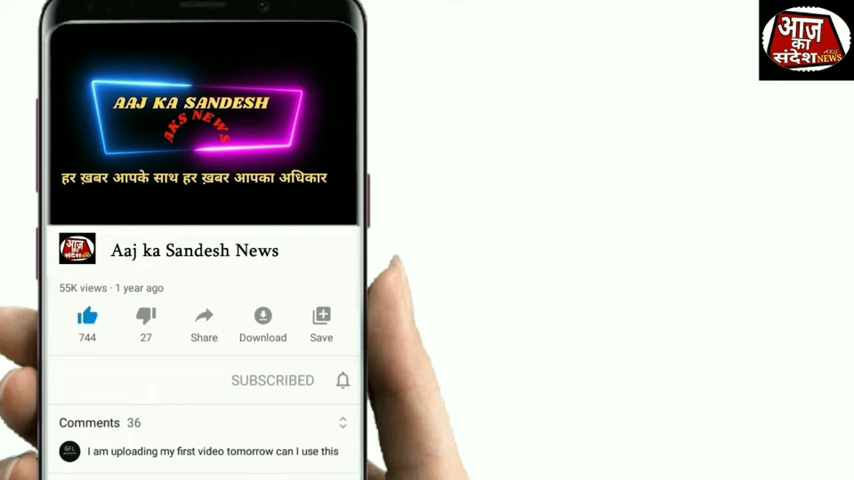 आज़
का
संदेश NEWS
AAJ KA SANDESH
AKS NEWS
हर ख़बर आपके साथ हर ख़बर आपका अधिकार
आज़
का
संदेश
Aaj ka Sandesh News
55K views · 1 year ago
744
27
Share
Download
Save
SUBSCRIBED
Comments 36
I am uploading my first video tomorrow can I use this